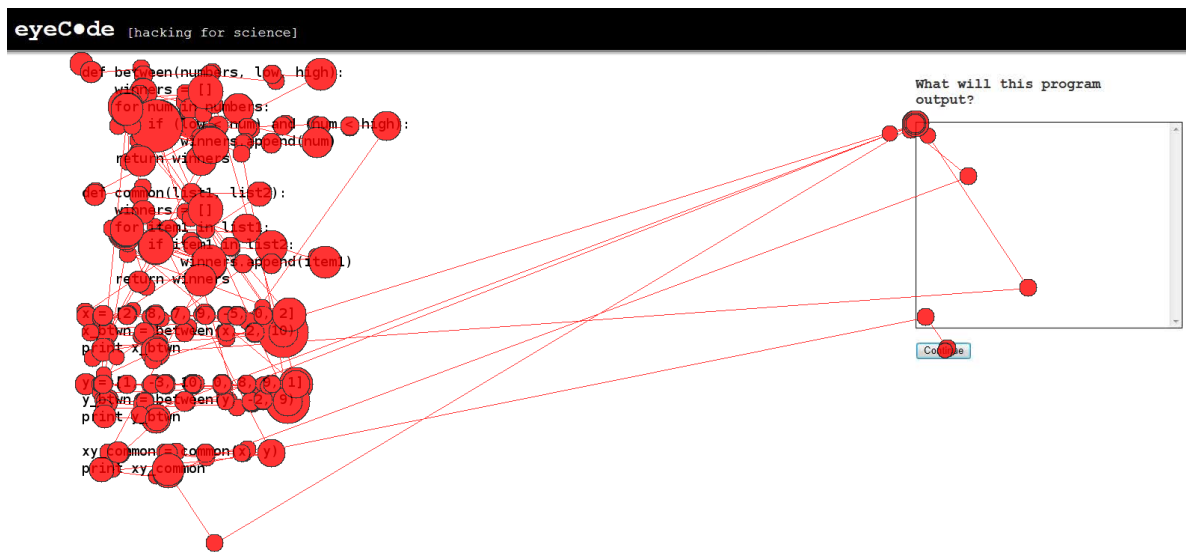 eyeCode [hacking for science]
def between(numbers, low, high):
winners = []
for num in numbers:
if (low < num) and (num < high):
winners.append(num)
return winners
def common(list1, list2):
winners = []
for item1 in list1:
if item1 in list2:
winners.append(item1)
return winners
x = [2, 8, 7, 9, -5, 0, 2]
x_btwn = between(x, 2, 10)
print x_btwn
y = [1, -3, 10, 0, 8, 9, 1]
y_btwn = between(y, -2, 9)
print y_btwn
xy_common = common(x, y)
print xy_common
What will this program
output?
Continue